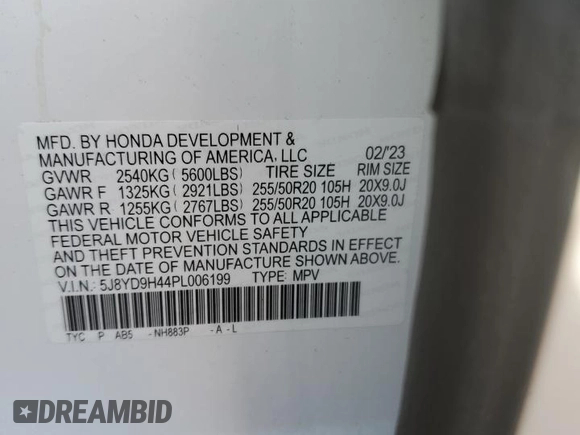 MFD. BY HONDA DEVELOPMENT &
MANUFACTURING OF AMERICA, LLC 02/'23
GVWR 2540KG ( 5600LBS) TIRE SIZE RIM SIZE
GAWR F 1325KG ( 2921LBS) 255/50R20 105H 20X9.0J
GAWR R 1255KG ( 2767LBS) 255/50R20 105H 20X9.0J
THIS VEHICLE CONFORMS TO ALL APPLICABLE
FEDERAL MOTOR VEHICLE SAFETY
AND THEFT PREVENTION STANDARDS IN EFFECT
ON THE DATE OF MANUFACTURE SHOWN ABOVE.
V.I.N.: 5J8YD9H44PL006199 TYPE: MPV
TYC P AB5 -NH883P -A-L
DREAMBID